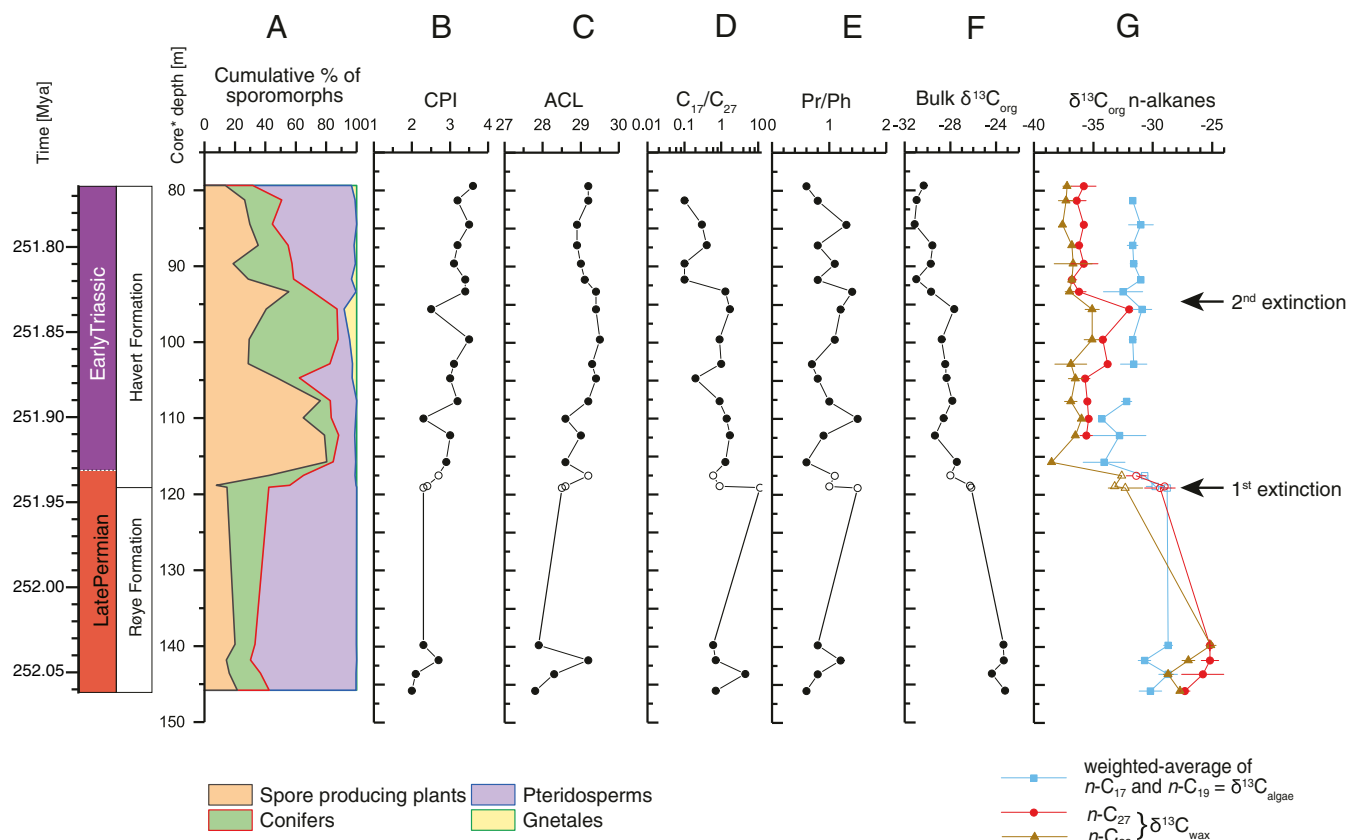 A B C D E F G
Cumulative % of
sporomorphs
CPI ACL C17/C27 Pr/Ph Bulk δ13Corg δ13Corg n-alkanes
Time [Mya]
Core* depth [m]
0 20 40 60 80 100
1 2 3 4
27 28 29 30
0.01 0.1 1 10 100
1 2
-32 -28 -24
-40 -35 -30 -25
80
90
100
110
120
130
140
150
251.80
251.85
251.90
251.94
252.00
252.05
EarlyTriassic
LatePermian
Havert Formation
Røye Formation
2nd extinction
1st extinction
Spore producing plants
Conifers
Pteridosperms
Gnetales
weighted-average of
n-C17 and n-C19 = δ13Calgae
n-C27 } δ13Cwax